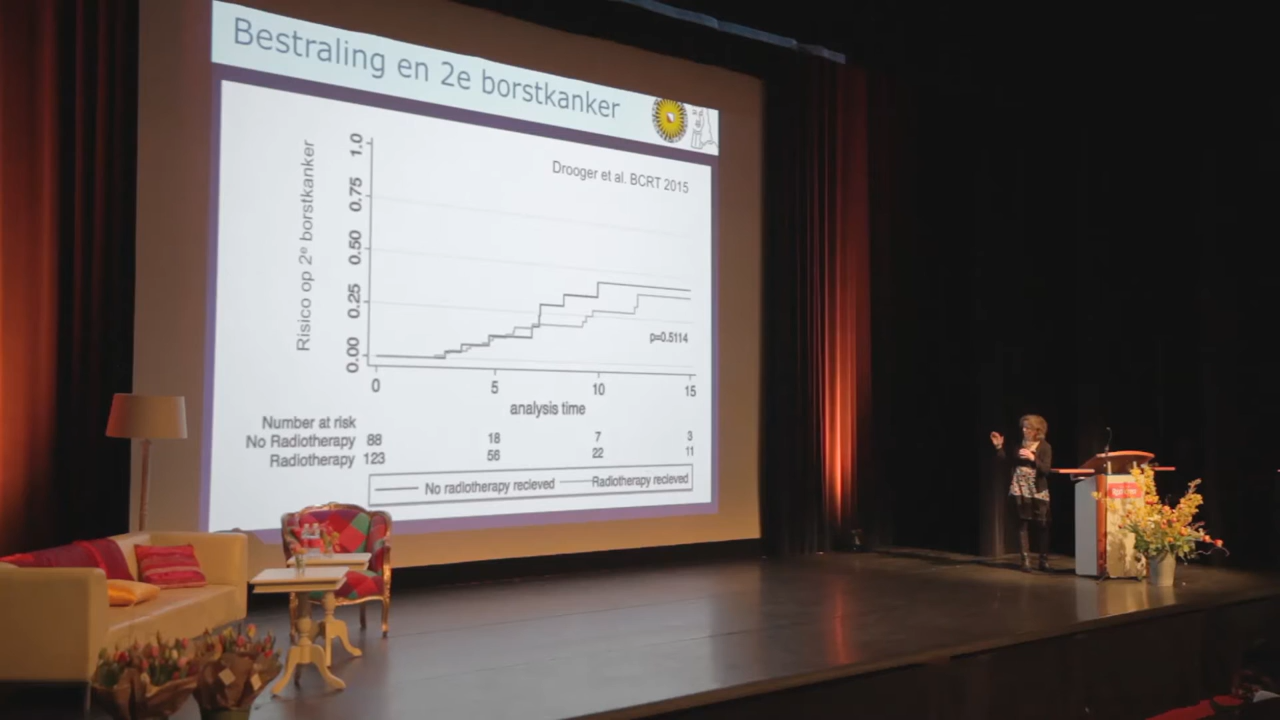 Bestraling en 2e borstkanker
Drooger et al. BCRT 2015
Risico op 2e borstkanker
1.0
0.75
0.50
0.25
0.00
p=0.5114
0 5 10 15
analysis time
Number at risk
No Radiotherapy 88 18 7 3
Radiotherapy 123 56 22 11
No radiotherapy recieved Radiotherapy recieved